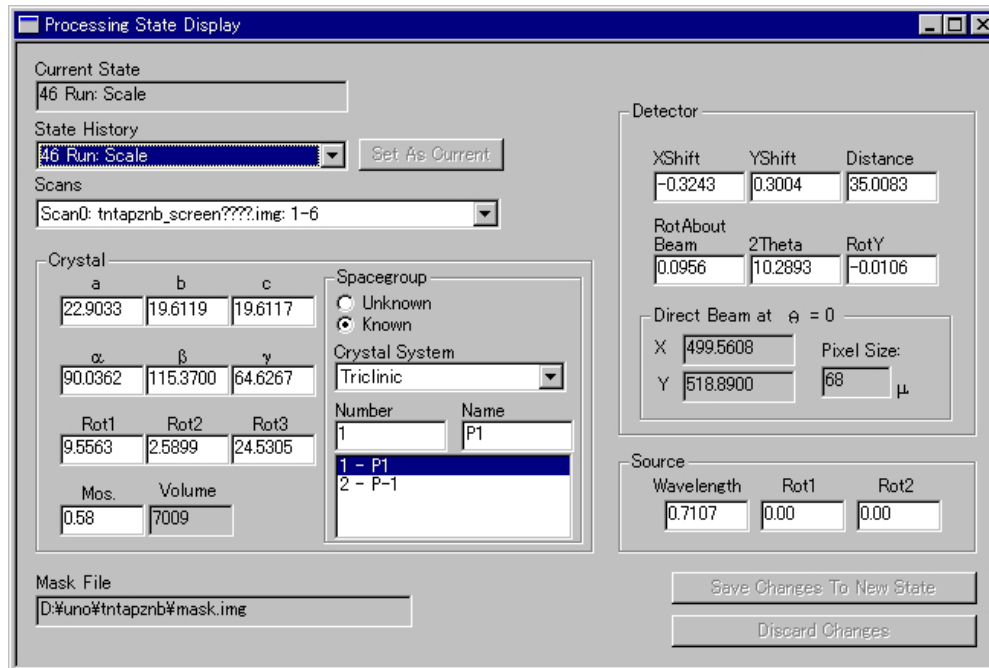 Processing State Display
Current State
46 Run: Scale
State History
46 Run: Scale
Set As Current
Scans
Scan0: tntapznb_screen????.img: 1-6
Crystal
a b c
22.9033 19.6119 19.6117
α β γ
90.0362 115.3700 64.6267
Rot1 Rot2 Rot3
9.5563 2.5899 24.5305
Mos. Volume
0.58 7009
Spacegroup
Unknown
Known
Crystal System
Triclinic
Number Name
1 P1
1 - P1
2 - P-1
Mask File
D:¥uno¥tntapznb¥mask.img
Detector
XShift YShift Distance
-0.3243 0.3004 35.0083
RotAbout
Beam 2Theta RotY
0.0956 10.2893 -0.0106
Direct Beam at θ = 0
X 499.5608 Pixel Size:
Y 518.8900 68 μ
Source
Wavelength Rot1 Rot2
0.7107 0.00 0.00
Save Changes To New State
Discard Changes